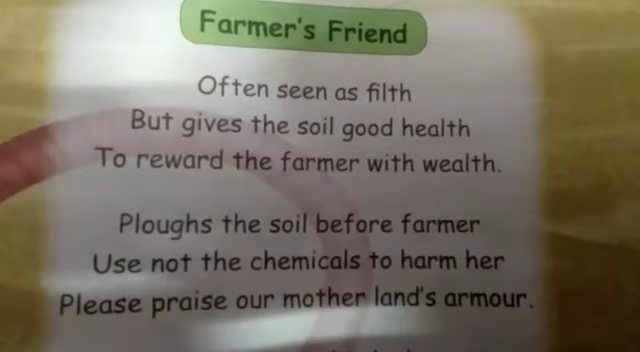 Farmer's Friend
Often seen as filth
But gives the soil good health
To reward the farmer with wealth.
Ploughs the soil before farmer
Use not the chemicals to harm her
Please praise our mother land's armour.